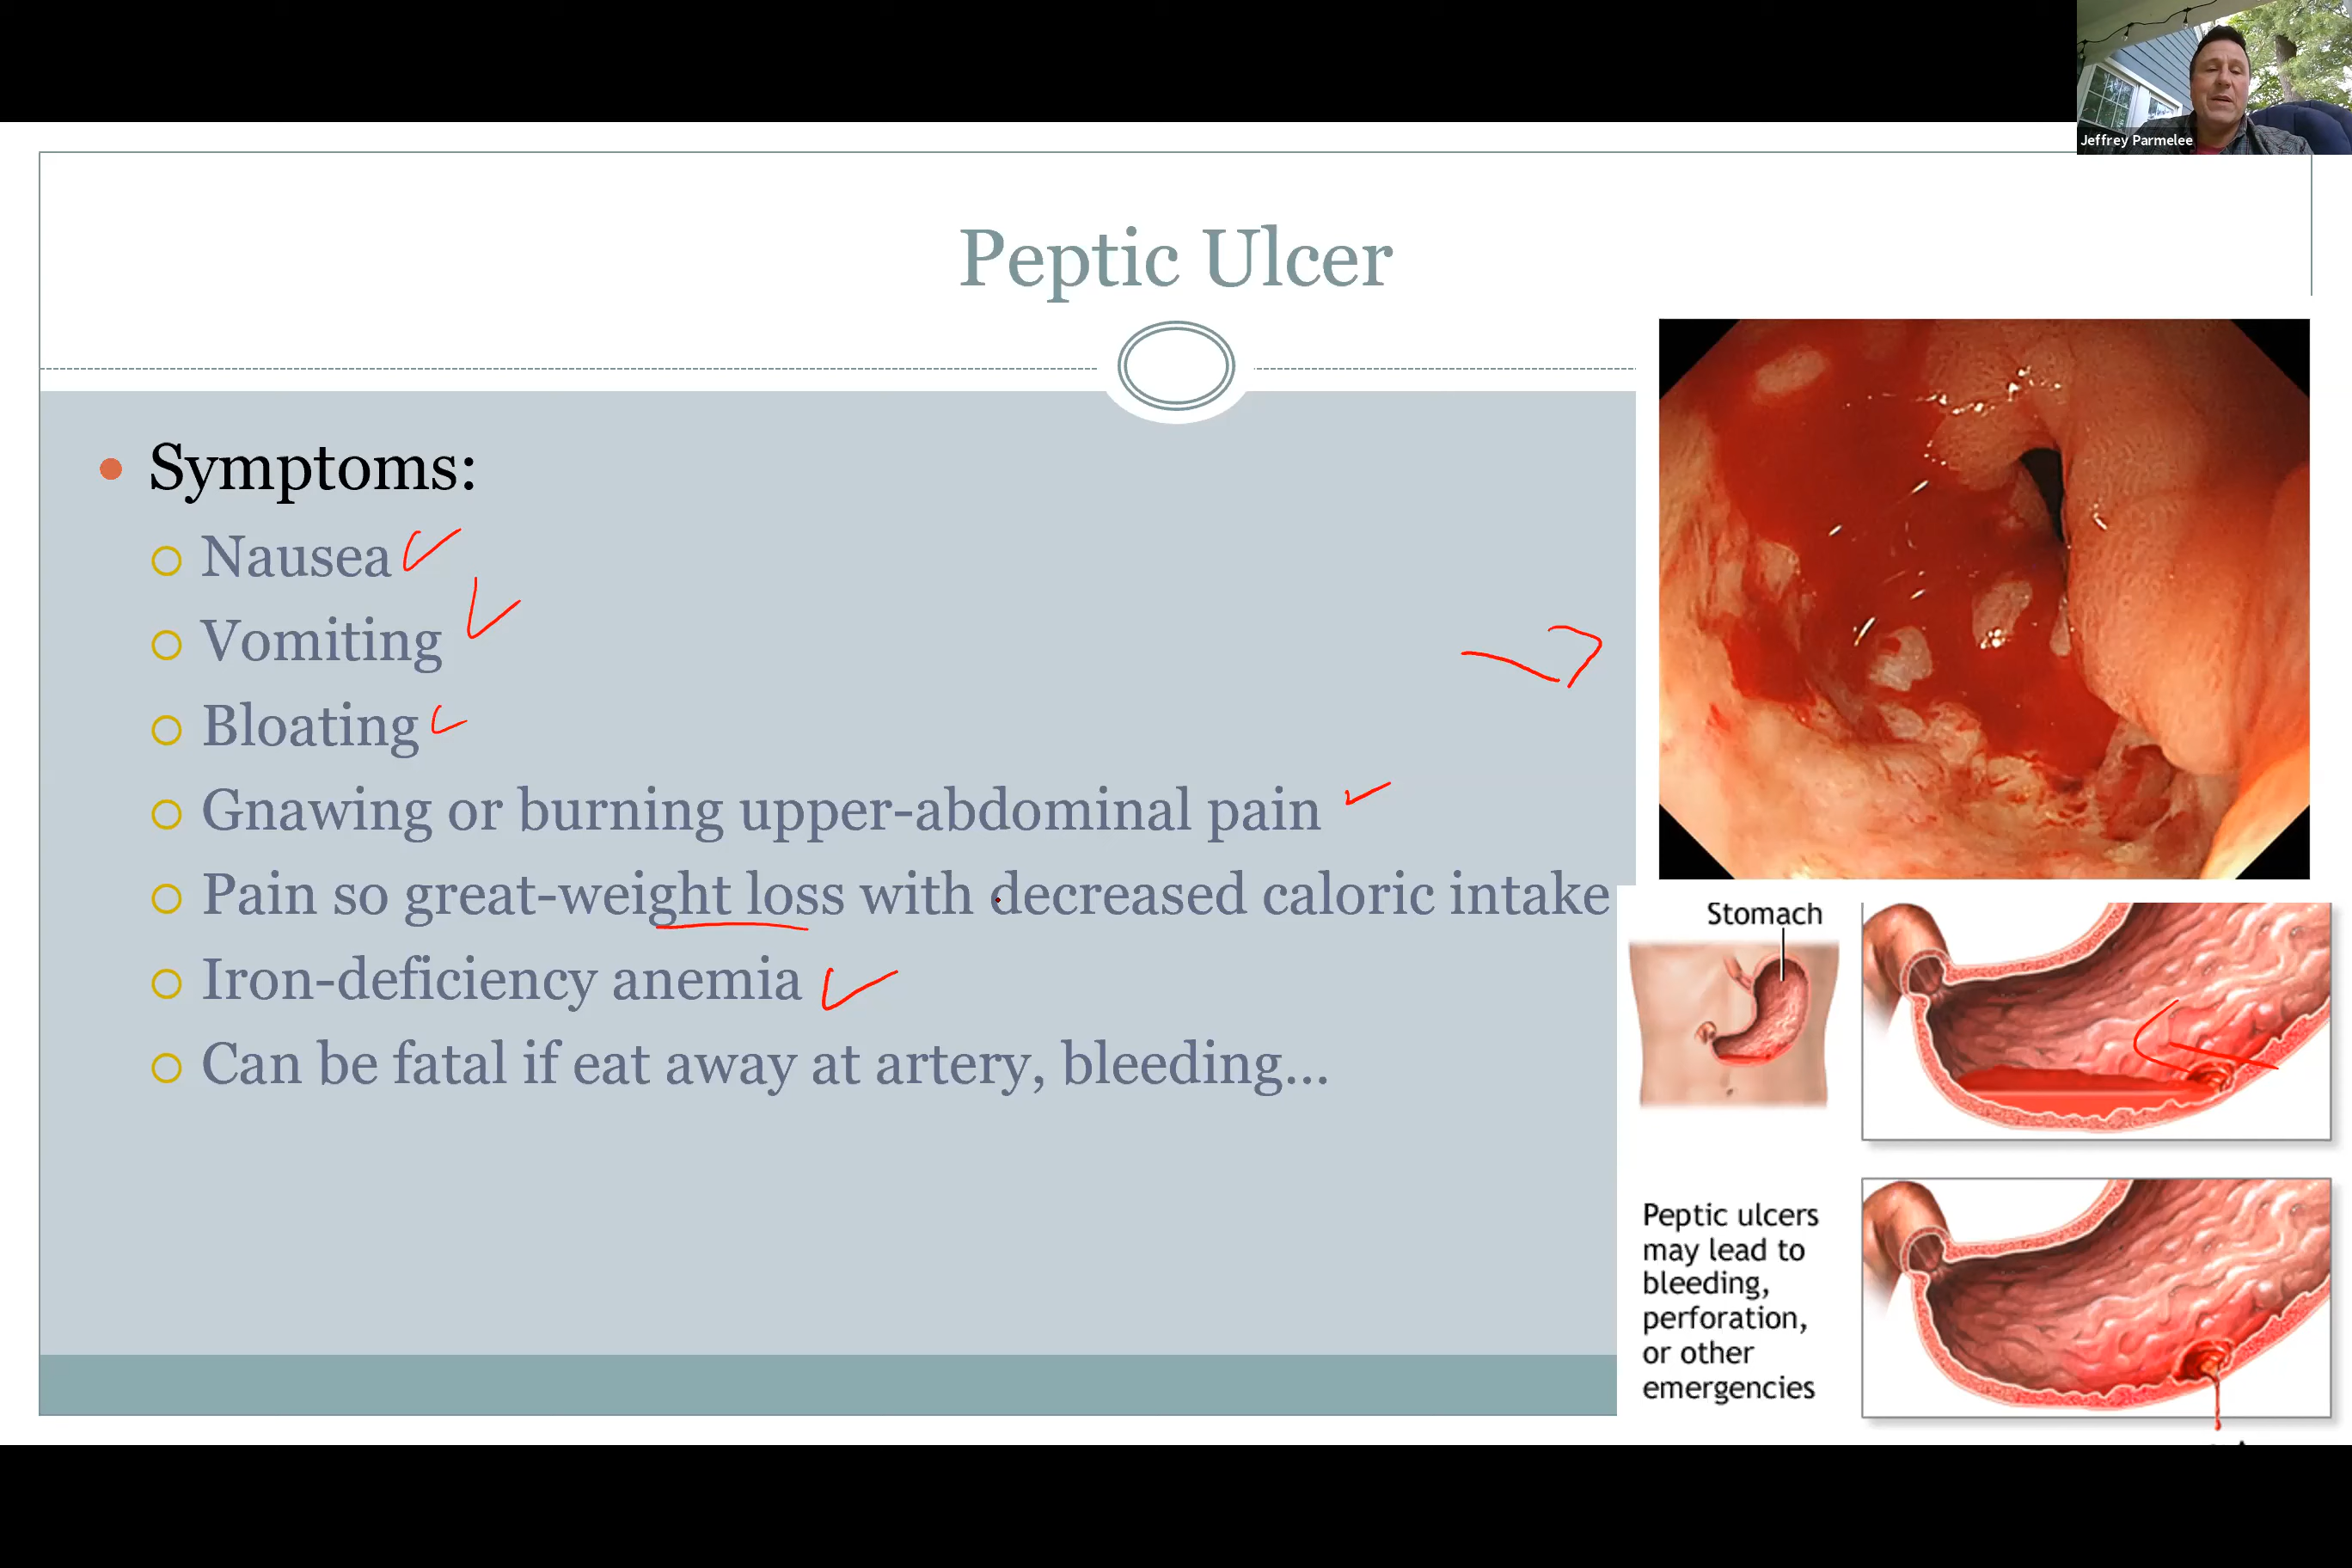 Jeffrey Parmelee
Peptic Ulcer
Symptoms:
Nausea
Vomiting
Bloating
Gnawing or burning upper-abdominal pain
Pain so great-weight loss with decreased caloric intake
Iron-deficiency anemia
Can be fatal if eat away at artery, bleeding...
Stomach
Peptic ulcers
may lead to
bleeding,
perforation,
or other
emergencies